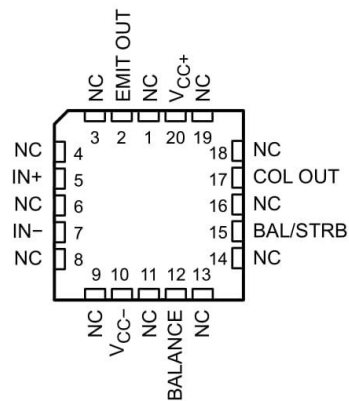 NC
EMIT OUT
NC
VCC+
NC
3 2 1 20 19
NC 4
IN+ 5
NC 6
IN− 7
NC 8
18 NC
17 COL OUT
16 NC
15 BAL/STRB
14 NC
9 10 11 12 13
NC
VCC−
NC
BALANCE
NC